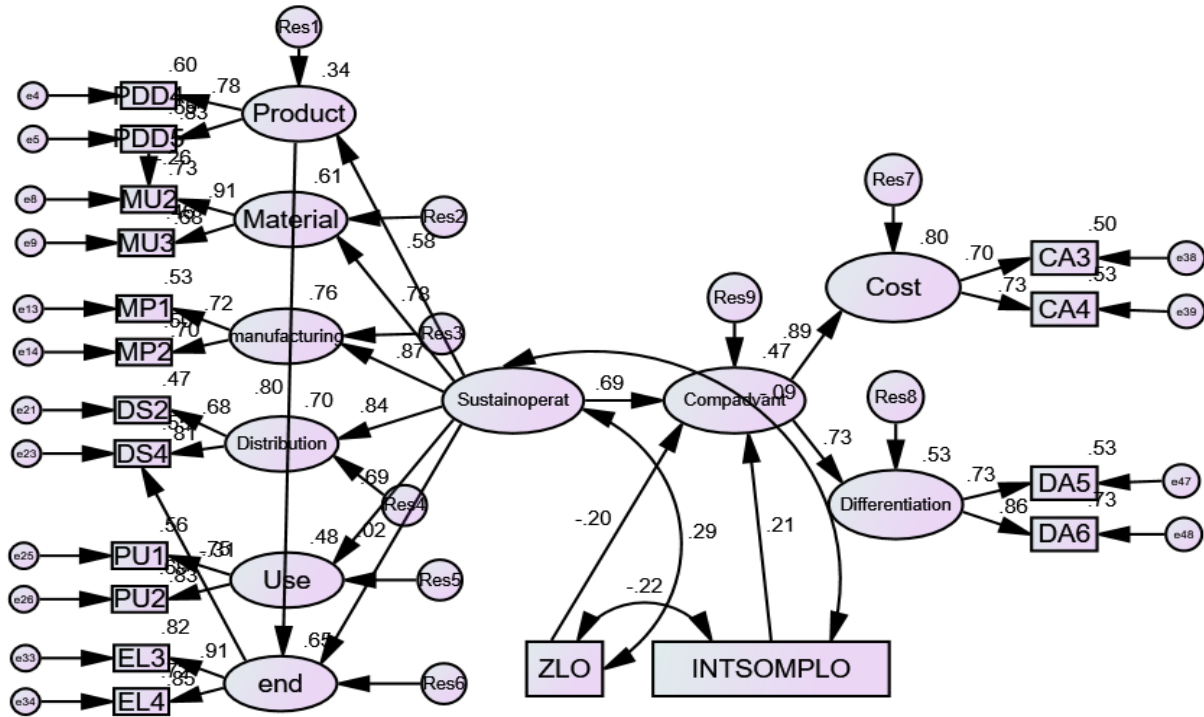 Res1
.60
.34
e4
PDD4
.78
Product
.83
e5
PDD5
-.26
.73
Res7
e8
MU2
.91
.61
Material
Res2
.68
e9
MU3
.58
.80
.50
.70
CA3
e38
.53
.76
.78
Res9
Cost
.73
.53
e13
MP1
.72
manufacturing
Res3
CA4
e39
.70
e14
MP2
.87
.89
.47
.47
.80
.70
.69
Res8
e21
DS2
.68
.84
Sustainoperat
Compadvant
.09
.81
Distribution
e23
DS4
.73
.53
.53
.69
.73
DA5
e47
Res4
Differentiation
.86
.73
.56
.48
.02
-.20
.21
DA6
e48
e25
PU1
.75
-.31
.29
Use
Res5
-.22
e26
PU2
.83
.82
.65
e33
EL3
.91
end
Res6
ZLO
INTSOMPLO
.85
e34
EL4